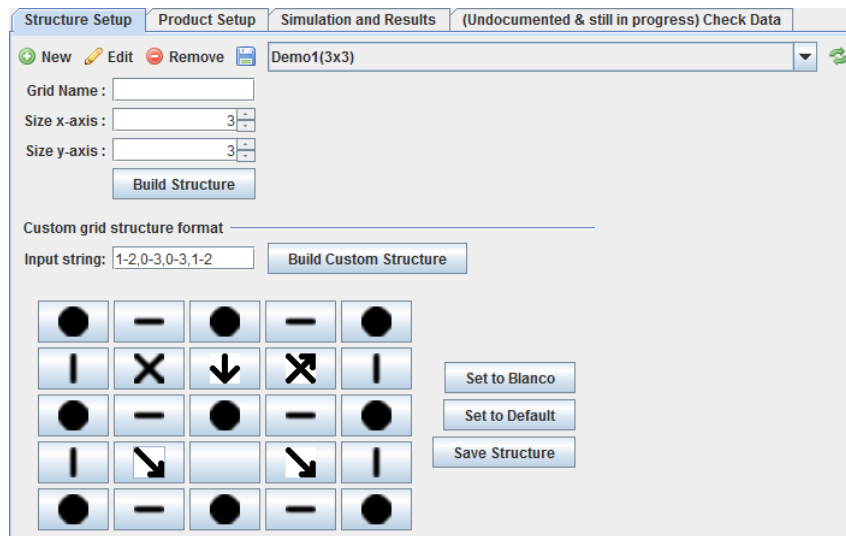 Structure Setup Product Setup Simulation and Results (Undocumented & still in progress) Check Data
New Edit Remove Demo1(3x3)
Grid Name :
Size x-axis : 3
Size y-axis : 3
Build Structure
Custom grid structure format
Input string: 1-2,0-3,0-3,1-2 Build Custom Structure
Set to Blanco
Set to Default
Save Structure